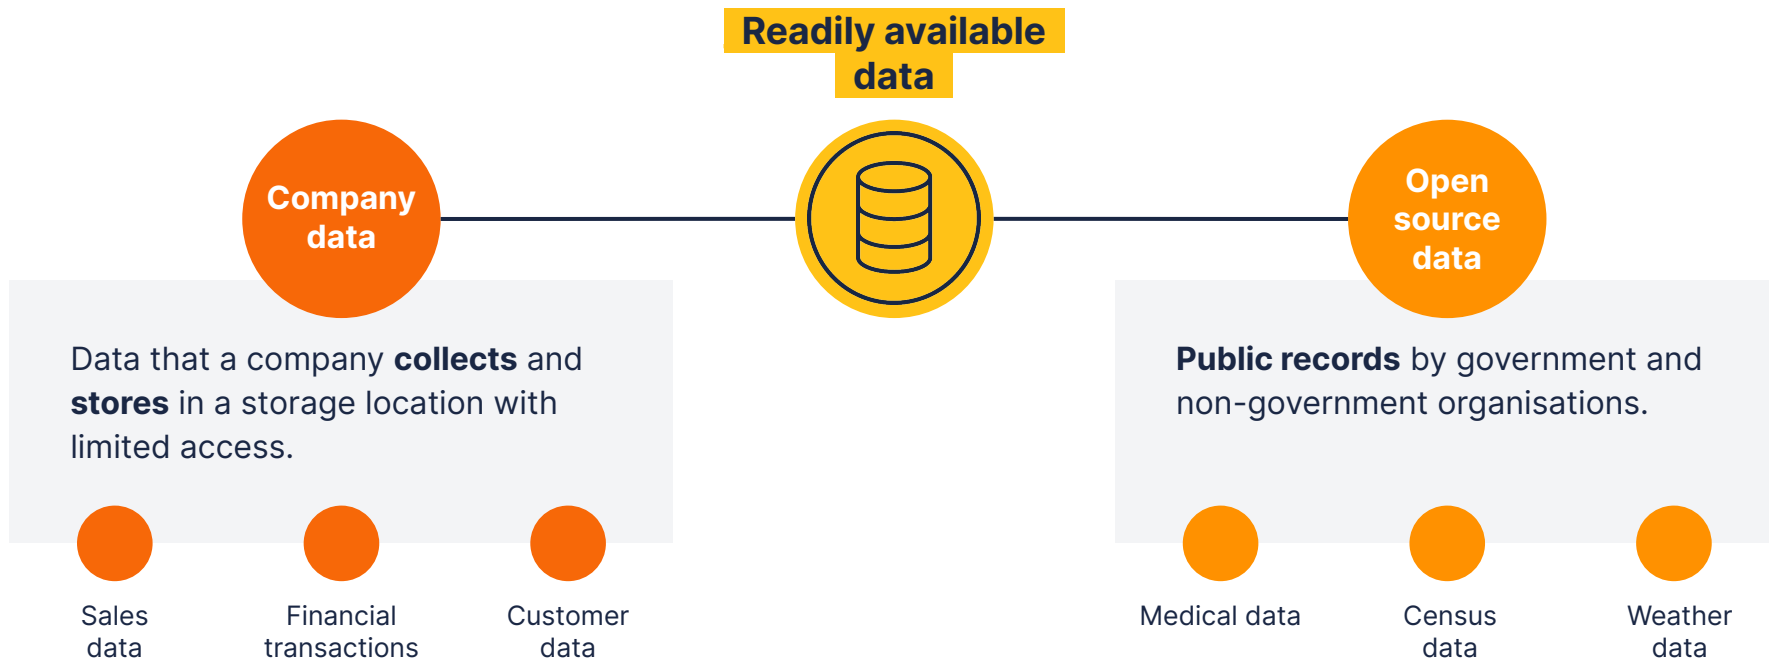 Readily available
data
Company
data
Open
source
data
Data that a company collects and
stores in a storage location with
limited access.
Public records by government and
non-government organisations.
Sales
data
Financial
transactions
Customer
data
Medical data
Census
data
Weather
data